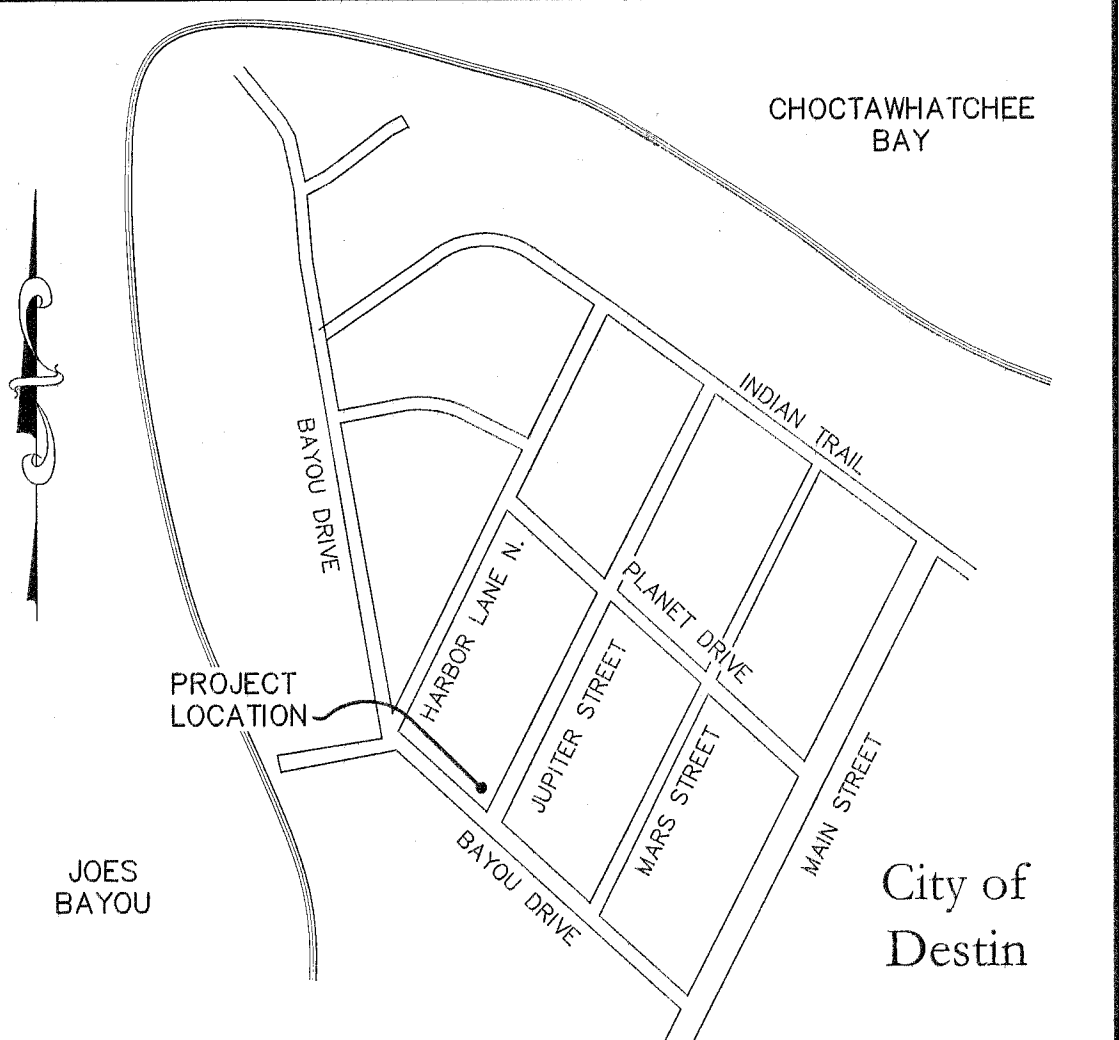 CHOCTAWHATCHEE
BAY
INDIAN TRAIL
BAYOU DRIVE
HARBOR LANE N.
PLANET DRIVE
PROJECT
LOCATION
JUPITER STREET
MARS STREET
MAIN STREET
BAYOU DRIVE
JOES
BAYOU
City of
Destin